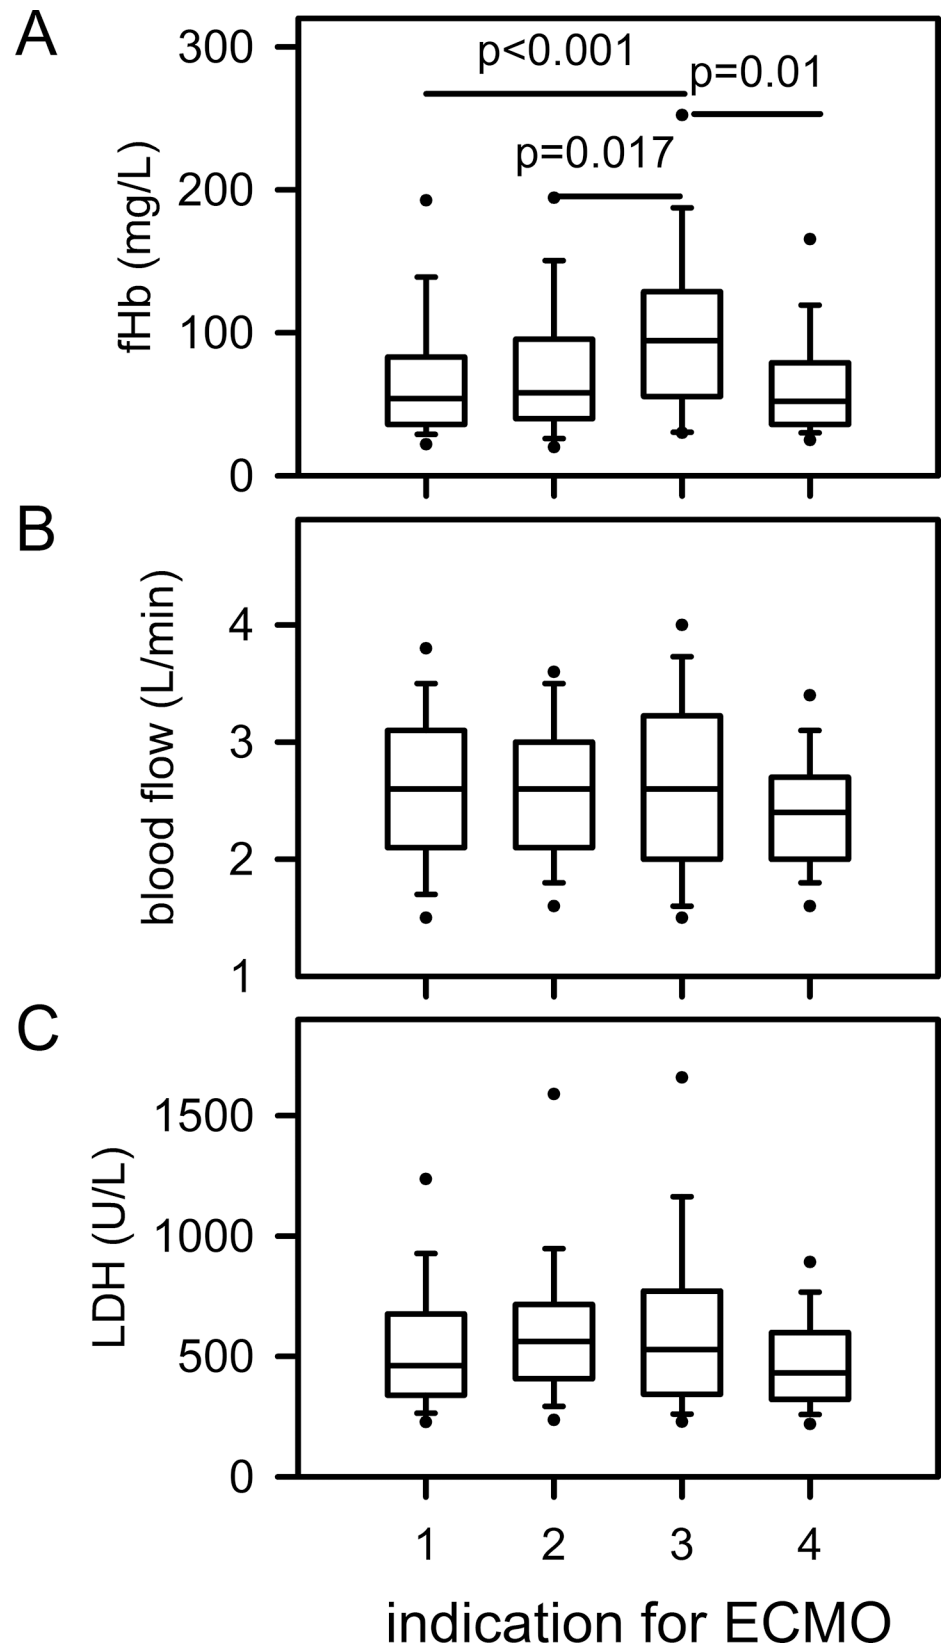 A
300
p<0.001
p=0.01
p=0.017
200
100
0
fHb (mg/L)
B
4
3
2
1
blood flow (L/min)
C
1500
1000
500
0
LDH (U/L)
1 2 3 4
indication for ECMO